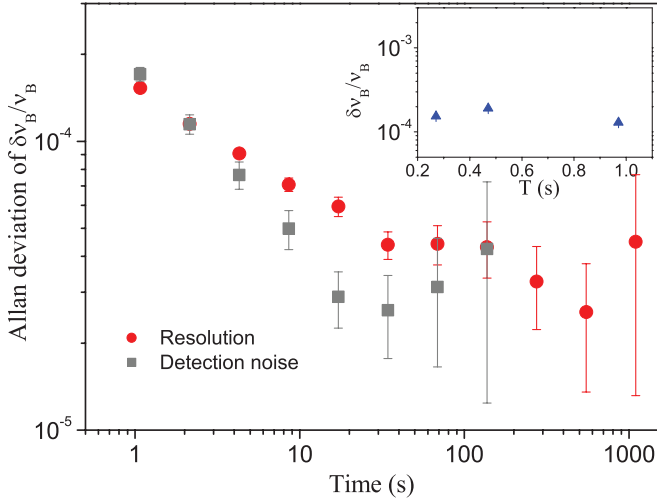 Allan deviation of δν_B/ν_B
10⁻⁴
10⁻⁵
1
10
100
1000
Time (s)
Resolution
Detection noise
δν_B/ν_B
10⁻³
10⁻⁴
0.2 0.4 0.6 0.8 1.0
T (s)